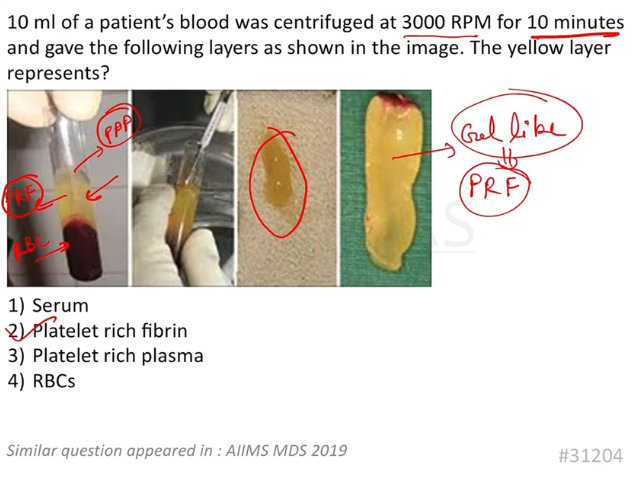 10 ml of a patient's blood was centrifuged at 3000 RPM for 10 minutes
and gave the following layers as shown in the image. The yellow layer
represents?
PPP
PRF
RBC
Gel like
PRF
1) Serum
2) Platelet rich fibrin
3) Platelet rich plasma
4) RBCs
Similar question appeared in : AIIMS MDS 2019
#31204